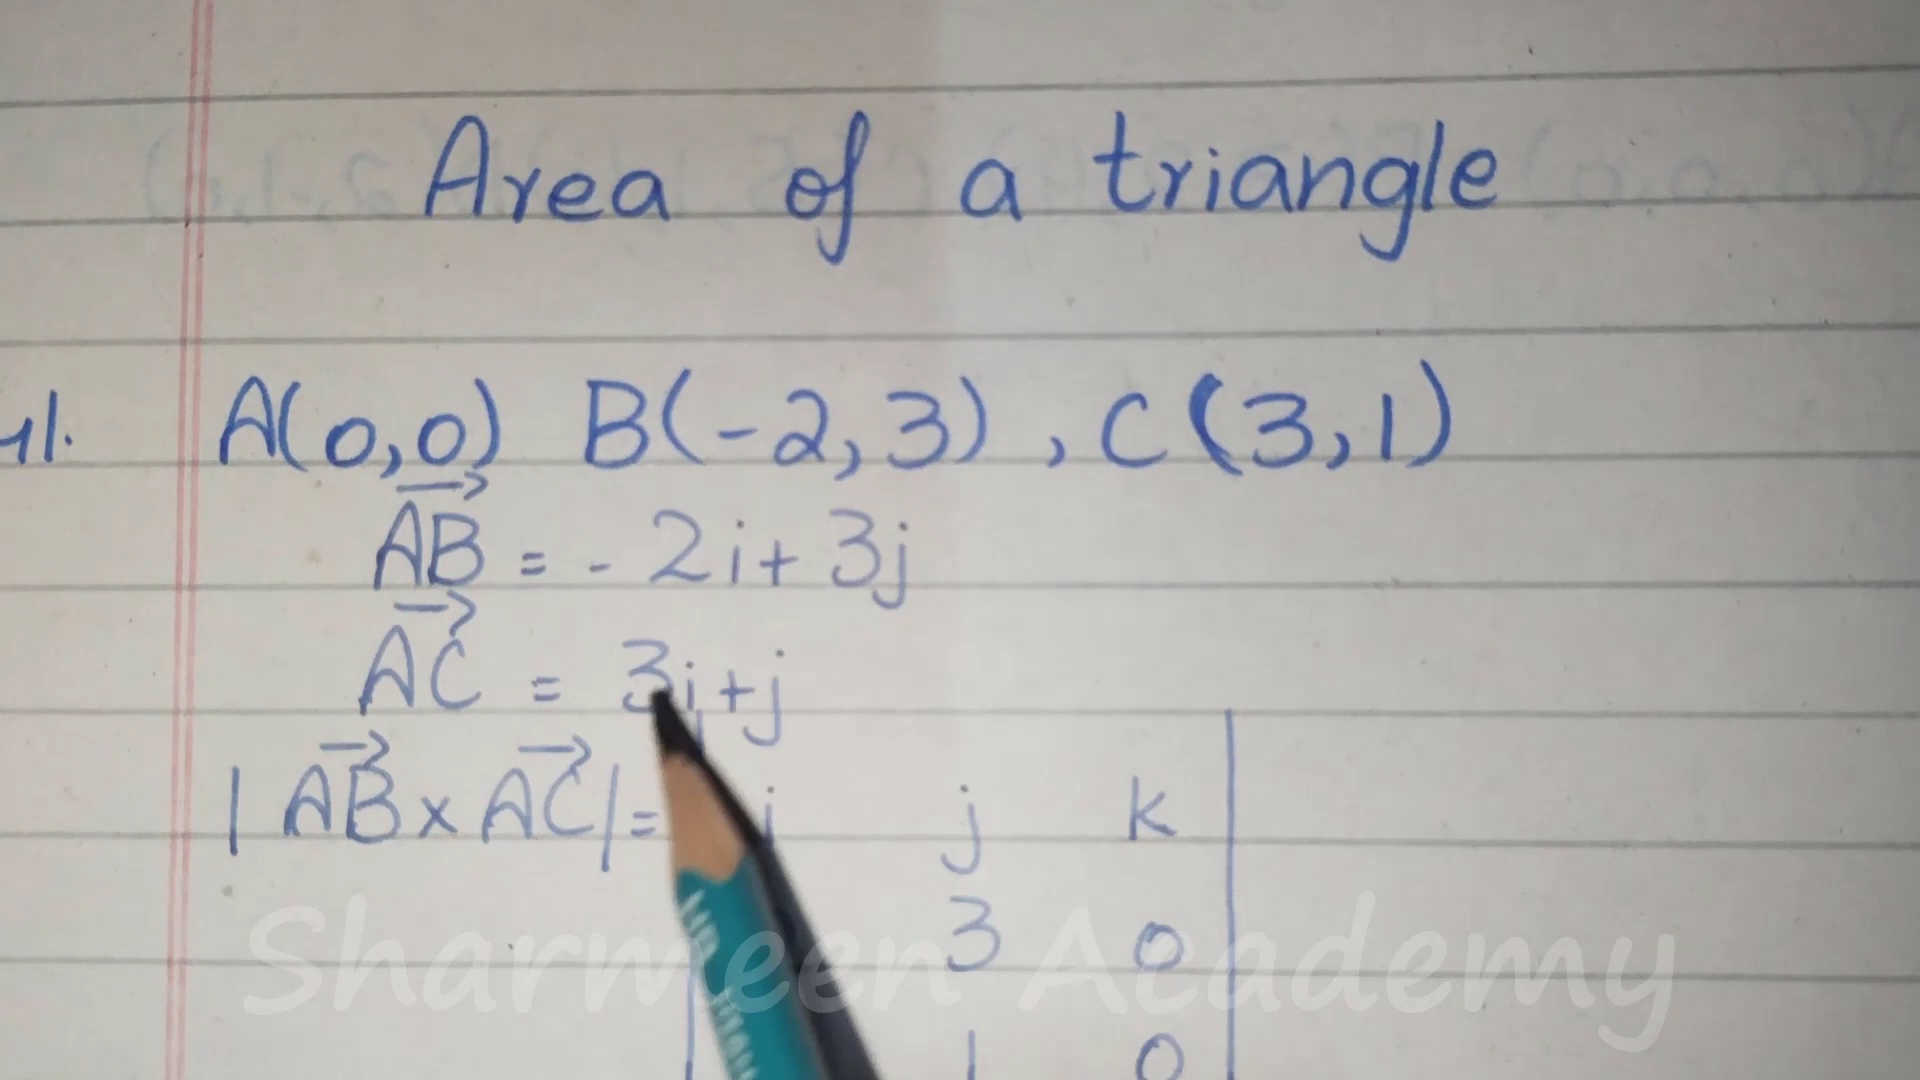 Area of a triangle
41. A(0,0) B(-2,3), C(3,1)
AB = -2i+3j
AC = 3i+j
|AB×AC|= i j k
3 0
1 0
Sharmeen Academy